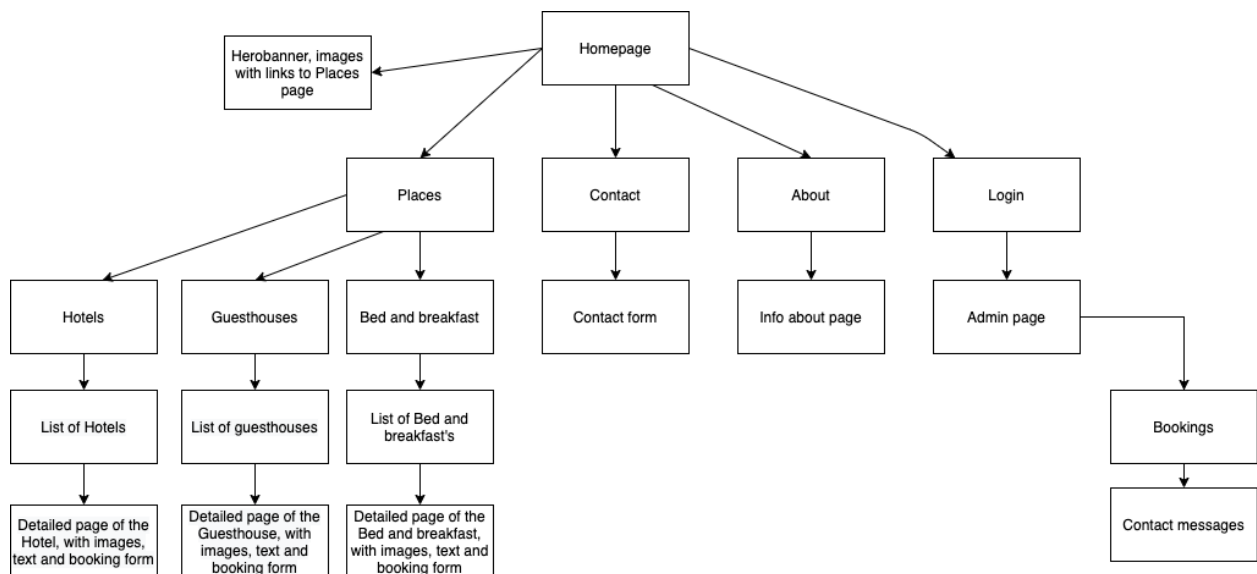 Homepage
Herobanner, images
with links to Places
page
Places
Contact
About
Login
Hotels
Guesthouses
Bed and breakfast
Contact form
Info about page
Admin page
List of Hotels
List of guesthouses
List of Bed and
breakfast's
Bookings
Detailed page of the
Hotel, with images,
text and booking form
Detailed page of the
Guesthouse, with
images, text and
booking form
Detailed page of the
Bed and breakfast,
with images, text and
booking form
Contact messages